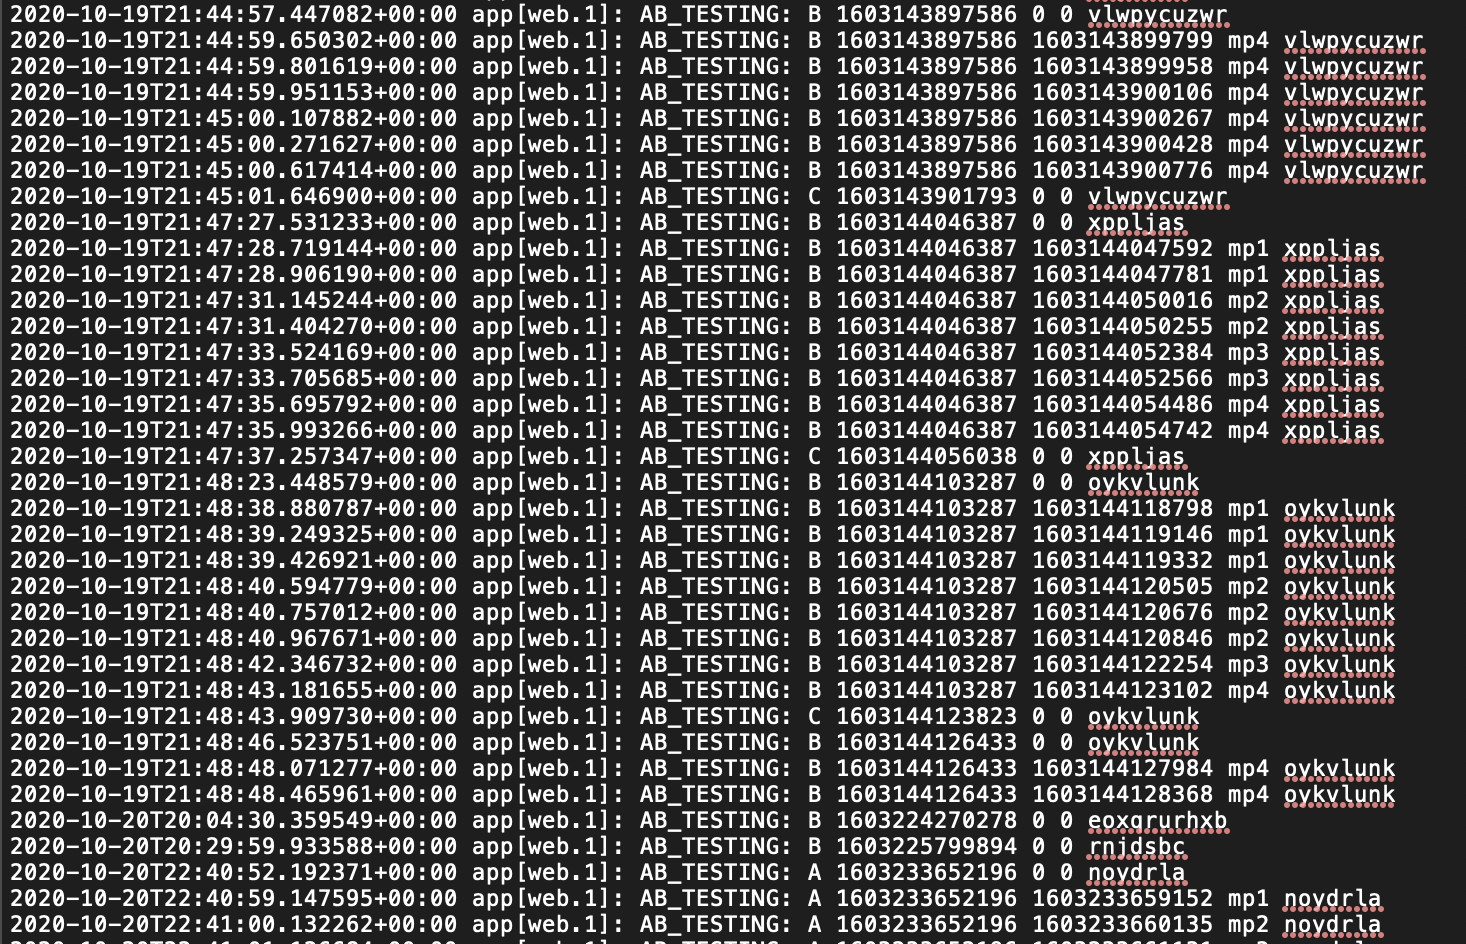 2020-10-19T21:44:57.447082+00:00 app[web.1]: AB_TESTING: B 1603143897586 0 0 vlwpycuzwr
2020-10-19T21:44:59.650302+00:00 app[web.1]: AB_TESTING: B 1603143897586 1603143899799 mp4 vlwpycuzwr
2020-10-19T21:44:59.801619+00:00 app[web.1]: AB_TESTING: B 1603143897586 1603143899958 mp4 vlwpycuzwr
2020-10-19T21:44:59.951153+00:00 app[web.1]: AB_TESTING: B 1603143897586 1603143900106 mp4 vlwpycuzwr
2020-10-19T21:45:00.107882+00:00 app[web.1]: AB_TESTING: B 1603143897586 1603143900267 mp4 vlwpycuzwr
2020-10-19T21:45:00.271627+00:00 app[web.1]: AB_TESTING: B 1603143897586 1603143900428 mp4 vlwpycuzwr
2020-10-19T21:45:00.617414+00:00 app[web.1]: AB_TESTING: B 1603143897586 1603143900776 mp4 vlwpycuzwr
2020-10-19T21:45:01.646900+00:00 app[web.1]: AB_TESTING: C 1603143901793 0 0 vlwpycuzwr
2020-10-19T21:47:27.531233+00:00 app[web.1]: AB_TESTING: B 1603144046387 0 0 xppljas
2020-10-19T21:47:28.719144+00:00 app[web.1]: AB_TESTING: B 1603144046387 1603144047592 mp1 xppljas
2020-10-19T21:47:28.906190+00:00 app[web.1]: AB_TESTING: B 1603144046387 1603144047781 mp1 xppljas
2020-10-19T21:47:31.145244+00:00 app[web.1]: AB_TESTING: B 1603144046387 1603144050016 mp2 xppljas
2020-10-19T21:47:31.404270+00:00 app[web.1]: AB_TESTING: B 1603144046387 1603144050255 mp2 xppljas
2020-10-19T21:47:33.524169+00:00 app[web.1]: AB_TESTING: B 1603144046387 1603144052384 mp3 xppljas
2020-10-19T21:47:33.705685+00:00 app[web.1]: AB_TESTING: B 1603144046387 1603144052566 mp3 xppljas
2020-10-19T21:47:35.695792+00:00 app[web.1]: AB_TESTING: B 1603144046387 1603144054486 mp4 xppljas
2020-10-19T21:47:35.993266+00:00 app[web.1]: AB_TESTING: B 1603144046387 1603144054742 mp4 xppljas
2020-10-19T21:47:37.257347+00:00 app[web.1]: AB_TESTING: C 1603144056038 0 0 xppljas
2020-10-19T21:48:23.448579+00:00 app[web.1]: AB_TESTING: B 1603144103287 0 0 oykvlunk
2020-10-19T21:48:38.880787+00:00 app[web.1]: AB_TESTING: B 1603144103287 1603144118798 mp1 oykvlunk
2020-10-19T21:48:39.249325+00:00 app[web.1]: AB_TESTING: B 1603144103287 1603144119146 mp1 oykvlunk
2020-10-19T21:48:39.426921+00:00 app[web.1]: AB_TESTING: B 1603144103287 1603144119332 mp1 oykvlunk
2020-10-19T21:48:40.594779+00:00 app[web.1]: AB_TESTING: B 1603144103287 1603144120505 mp2 oykvlunk
2020-10-19T21:48:40.757012+00:00 app[web.1]: AB_TESTING: B 1603144103287 1603144120676 mp2 oykvlunk
2020-10-19T21:48:40.967671+00:00 app[web.1]: AB_TESTING: B 1603144103287 1603144120846 mp2 oykvlunk
2020-10-19T21:48:42.346732+00:00 app[web.1]: AB_TESTING: B 1603144103287 1603144122254 mp3 oykvlunk
2020-10-19T21:48:43.181655+00:00 app[web.1]: AB_TESTING: B 1603144103287 1603144123102 mp4 oykvlunk
2020-10-19T21:48:43.909730+00:00 app[web.1]: AB_TESTING: C 1603144123823 0 0 oykvlunk
2020-10-19T21:48:46.523751+00:00 app[web.1]: AB_TESTING: B 1603144126433 0 0 oykvlunk
2020-10-19T21:48:48.071277+00:00 app[web.1]: AB_TESTING: B 1603144126433 1603144127984 mp4 oykvlunk
2020-10-19T21:48:48.465961+00:00 app[web.1]: AB_TESTING: B 1603144126433 1603144128368 mp4 oykvlunk
2020-10-20T20:04:30.359549+00:00 app[web.1]: AB_TESTING: B 1603224270278 0 0 eoxgrurhxb
2020-10-20T20:29:59.933588+00:00 app[web.1]: AB_TESTING: B 1603225799894 0 0 rnjdsbc
2020-10-20T22:40:52.192371+00:00 app[web.1]: AB_TESTING: A 1603233652196 0 0 noydrla
2020-10-20T22:40:59.147595+00:00 app[web.1]: AB_TESTING: A 1603233652196 1603233659152 mp1 noydrla
2020-10-20T22:41:00.132262+00:00 app[web.1]: AB_TESTING: A 1603233652196 1603233660135 mp2 noydrla